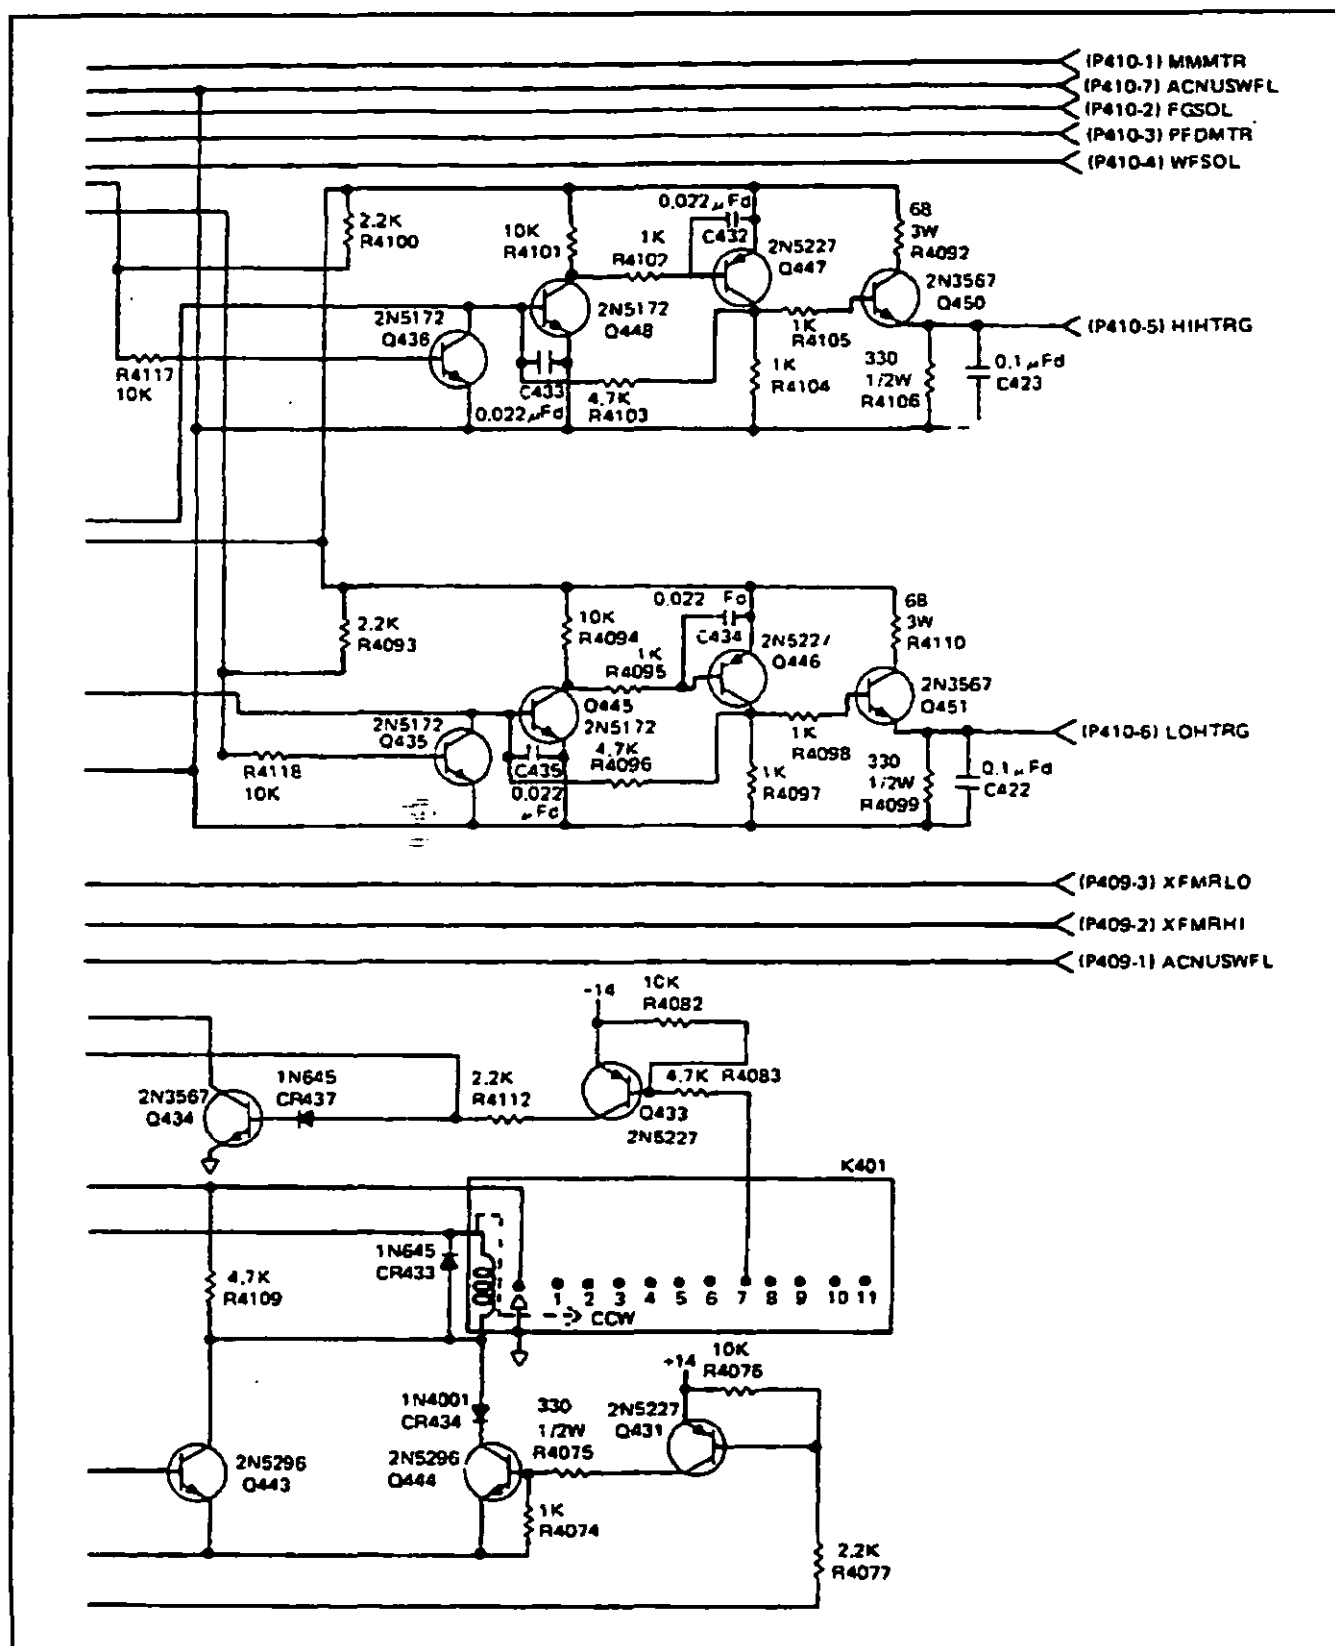 (P410-1) MMMTR
(P410-7) ACNUSWFL
(P410-2) FGSOL
(P410-3) PFDMTR
(P410-4) WFSOL
2.2K
R4100
10K
R4101
1K
R4102
0.022µFd
C432
2N5227
Q447
68
3W
R4092
2N3567
Q450
2N5172
Q436
2N5172
Q448
1K
R4105
(P410-5) HIHTRG
R4117
10K
C433
0.022µFd
4.7K
R4103
1K
R4104
330
1/2W
R4106
0.1µFd
C423
2.2K
R4093
10K
R4094
1K
R4095
0.022 Fd
C434
2N5227
Q446
68
3W
R4110
2N3567
Q451
2N5172
Q435
Q445
2N5172
4.7K
R4096
1K
R4098
(P410-6) LOHTRG
R4118
10K
C435
0.022
µFd
1K
R4097
330
1/2W
R4099
0.1µFd
C422
(P409-3) XFMRLO
(P409-2) XFMRHI
(P409-1) ACNUSWFL
-14
10K
R4082
2N3567
Q434
1N645
CR437
2.2K
R4112
4.7K R4083
Q433
2N5227
K401
1N645
CR433
4.7K
R4109
1 2 3 4 5 6 7 8 9 10 11
CCW
+14
10K
R4076
1N4001
CR434
330
1/2W
R4075
2N5227
Q431
2N5296
Q443
2N5296
Q444
1K
R4074
2.2K
R4077